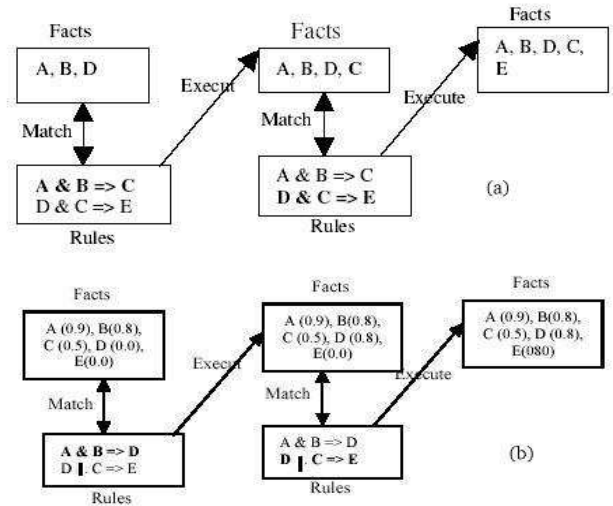 Facts
A, B, D
Match
A & B => C
D & C => E
Rules
Execut
Facts
A, B, D, C
Match
A & B => C
D & C => E
Rules
Execute
Facts
A, B, D, C,
E
(a)
Facts
A (0.9), B(0.8),
C (0.5), D (0.0),
E(0.0)
Match
A & B => D
D . C => E
Rules
Execut
Facts
A (0.9), B(0.8),
C (0.5), D (0.8),
E(0.0)
Match
A & B => D
D . C => E
Rules
Execute
Facts
A (0.9), B(0.8),
C (0.5), D (0.8),
E(080)
(b)